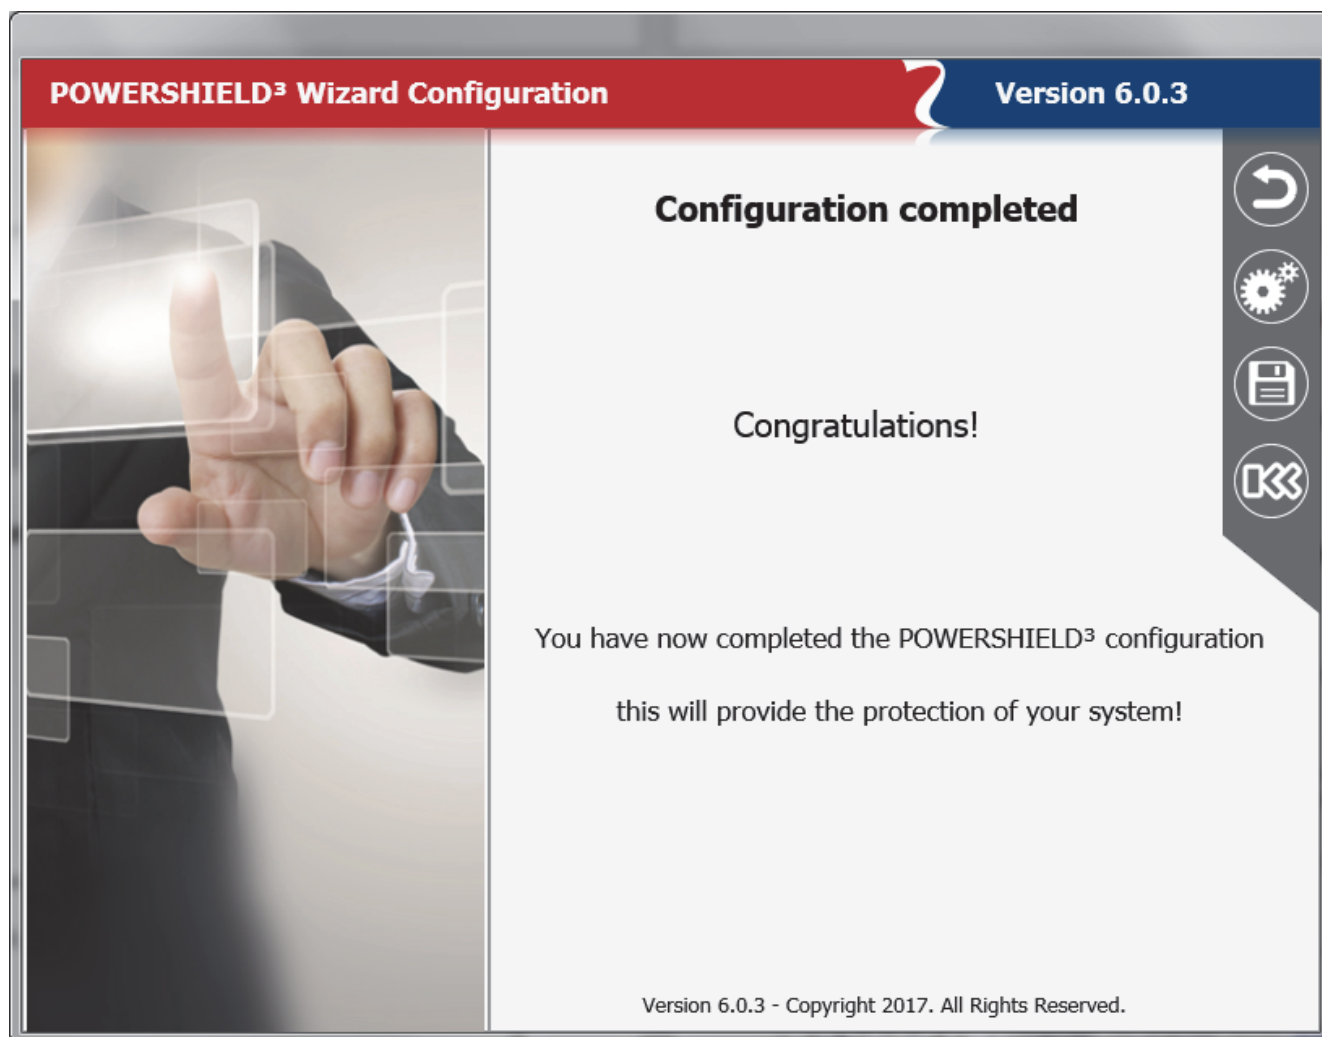 POWERSHIELD³ Wizard Configuration
Version 6.0.3
Configuration completed
Congratulations!
You have now completed the POWERSHIELD³ configuration
this will provide the protection of your system!
Version 6.0.3 - Copyright 2017. All Rights Reserved.